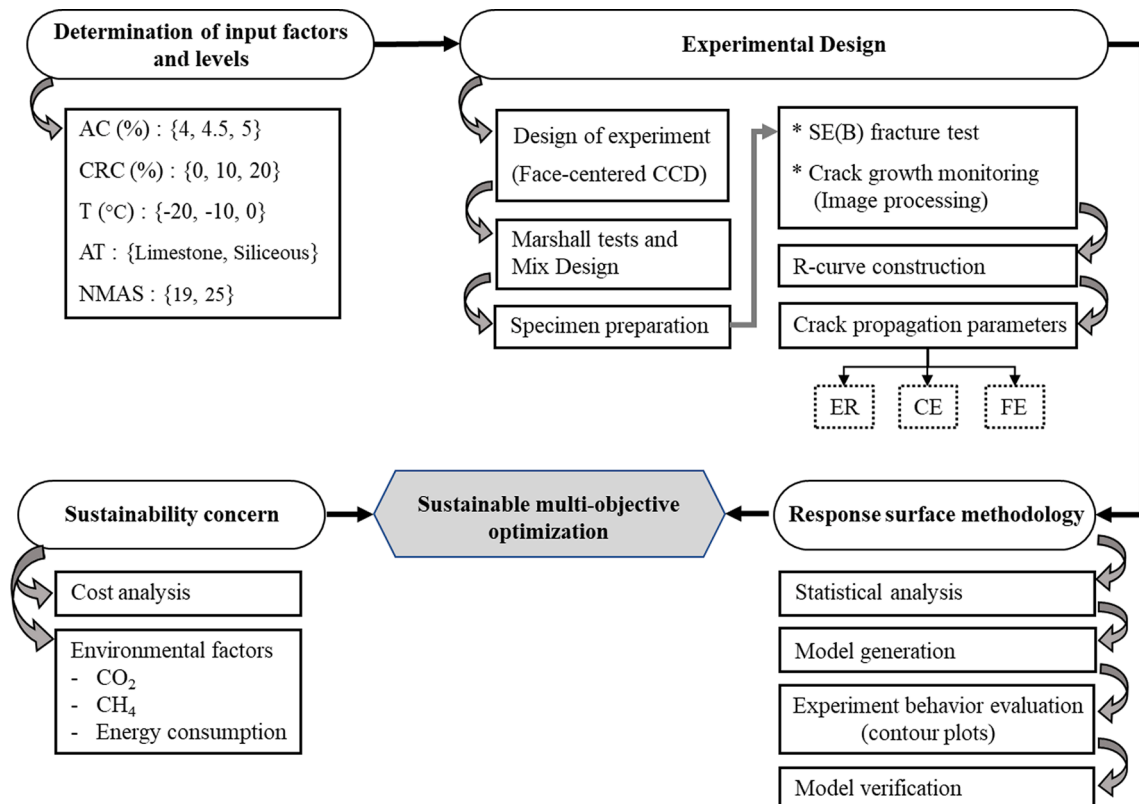 Determination of input factors
and levels
AC (%) : {4, 4.5, 5}
CRC (%) : {0, 10, 20}
T (°C) : {-20, -10, 0}
AT : {Limestone, Siliceous}
NMAS : {19, 25}
Experimental Design
Design of experiment
(Face-centered CCD)
Marshall tests and
Mix Design
Specimen preparation
* SE(B) fracture test
* Crack growth monitoring
(Image processing)
R-curve construction
Crack propagation parameters
ER
CE
FE
Sustainability concern
Cost analysis
Environmental factors
- CO₂
- CH₄
- Energy consumption
Sustainable multi-objective
optimization
Response surface methodology
Statistical analysis
Model generation
Experiment behavior evaluation
(contour plots)
Model verification